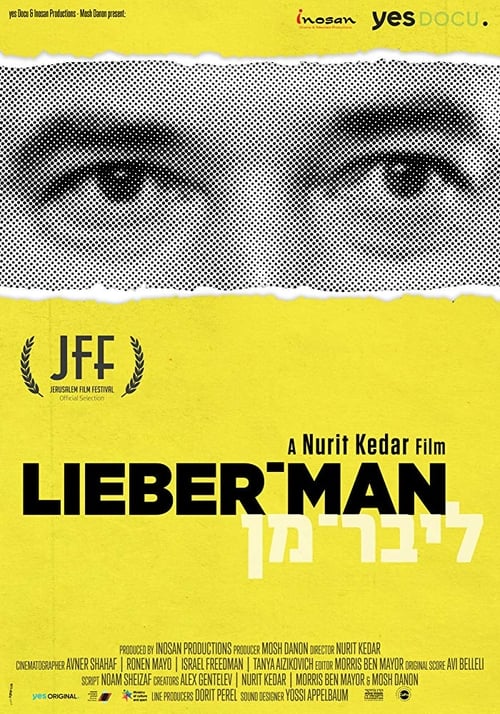 yes Docu & Inosan Productions - Mosh Danon present:
inosan
yesDOCU.
JFF
JERUSALEM FILM FESTIVAL
Official Selection
A Nurit Kedar Film
LIEBER-MAN
ליבר־מן
PRODUCED BY INOSAN PRODUCTIONS PRODUCER MOSH DANON DIRECTOR NURIT KEDAR
CINEMATOGRAPHER AVNER SHAHAF | RONEN MAYO | ISRAEL FREEDMAN | TANYA AIZIKOVICH EDITOR MORRIS BEN MAYOR ORIGINAL SCORE AVI BELLELI
SCRIPT NOAM SHEIZAF CREATORS ALEX GENTELEV | NURIT KEDAR | MORRIS BEN MAYOR & MOSH DANON
yes ORIGINAL
LINE PRODUCERS DORIT PEREL SOUND DESIGNER YOSSI APPELBAUM